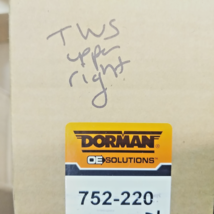 TWS
upper
right
DORMAN
OE SOLUTIONS
752-220